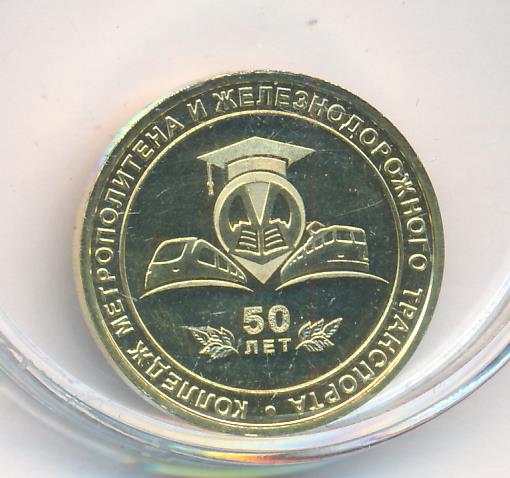 КОЛЛЕДЖ МЕТРОПОЛИТЕНА И ЖЕЛЕЗНОДОРОЖНОГО ТРАНСПОРТА •
50
ЛЕТ